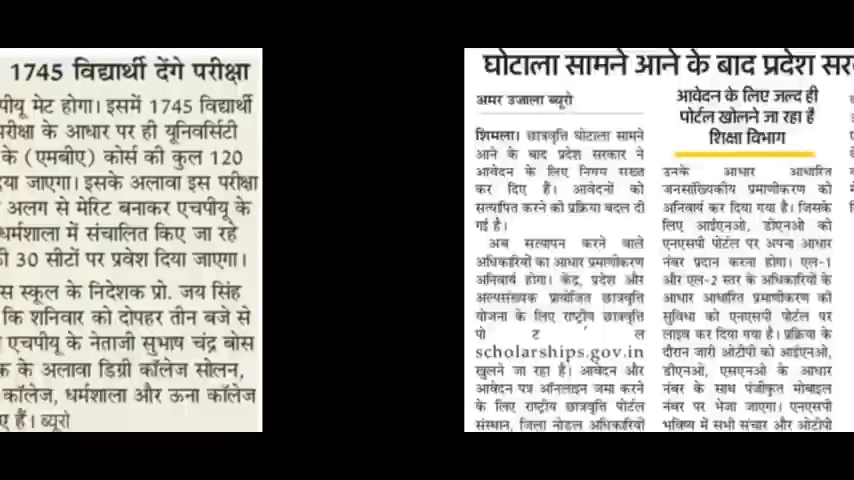 1745 विद्यार्थी देंगे परीक्षा
पीयू मेट होगा। इसमें 1745 विद्यार्थी
परीक्षा के आधार पर ही यूनिवर्सिटी
के (एमबीए) कोर्स की कुल 120
दिया जाएगा। इसके अलावा इस परीक्षा
अलग से मेरिट बनाकर एचपीयू के
धर्मशाला में संचालित किए जा रहे
की 30 सीटों पर प्रवेश दिया जाएगा।
स स्कूल के निदेशक प्रो. जय सिंह
कि शनिवार को दोपहर तीन बजे से
एचपीयू के नेताजी सुभाष चंद्र बोस
क के अलावा डिग्री कॉलेज सोलन,
कॉलेज, धर्मशाला और ऊना कॉलेज
ए हैं। ब्यूरो
घोटाला सामने आने के बाद प्रदेश सर
अमर उजाला ब्यूरो
शिमला। छात्रवृत्ति घोटाला सामने
आने के बाद प्रदेश सरकार ने
आवेदन के लिए नियम सख्त
कर दिए हैं। आवेदनों को
सत्यापित करने की प्रक्रिया बदल दी
गई है।
अब सत्यापन करने वाले
अधिकारियों का आधार प्रमाणीकरण
अनिवार्य होगा। केंद्र, प्रदेश और
अल्पसंख्यक प्रायोजित छात्रवृत्ति
योजना के लिए राष्ट्रीय छात्रवृत्ति
पो र्ट ल
scholarships.gov.in
खुलने जा रहा है। आवेदन और
आवेदन पत्र ऑनलाइन जमा करने
के लिए राष्ट्रीय छात्रवृत्ति पोर्टल
संस्थान, जिला नोडल अधिकारियों
आवेदन के लिए जल्द ही
पोर्टल खोलने जा रहा है
शिक्षा विभाग
उनके आधार आधारित
जनसांख्यिकीय प्रमाणीकरण को
अनिवार्य कर दिया गया है। जिसके
लिए आईएनओ, डीएनओ को
एनएसपी पोर्टल पर अपना आधार
नंबर प्रदान करना होगा। एल-1
और एल-2 स्तर के अधिकारियों के
आधार आधारित प्रमाणीकरण की
सुविधा को एनएसपी पोर्टल पर
लाइव कर दिया गया है। प्रक्रिया के
दौरान जारी ओटीपी को आईएनओ,
डीएनओ, एसएनओ के आधार
नंबर के साथ पंजीकृत मोबाइल
नंबर पर भेजा जाएगा। एनएसपी
भविष्य में सभी संचार और ओटीपी